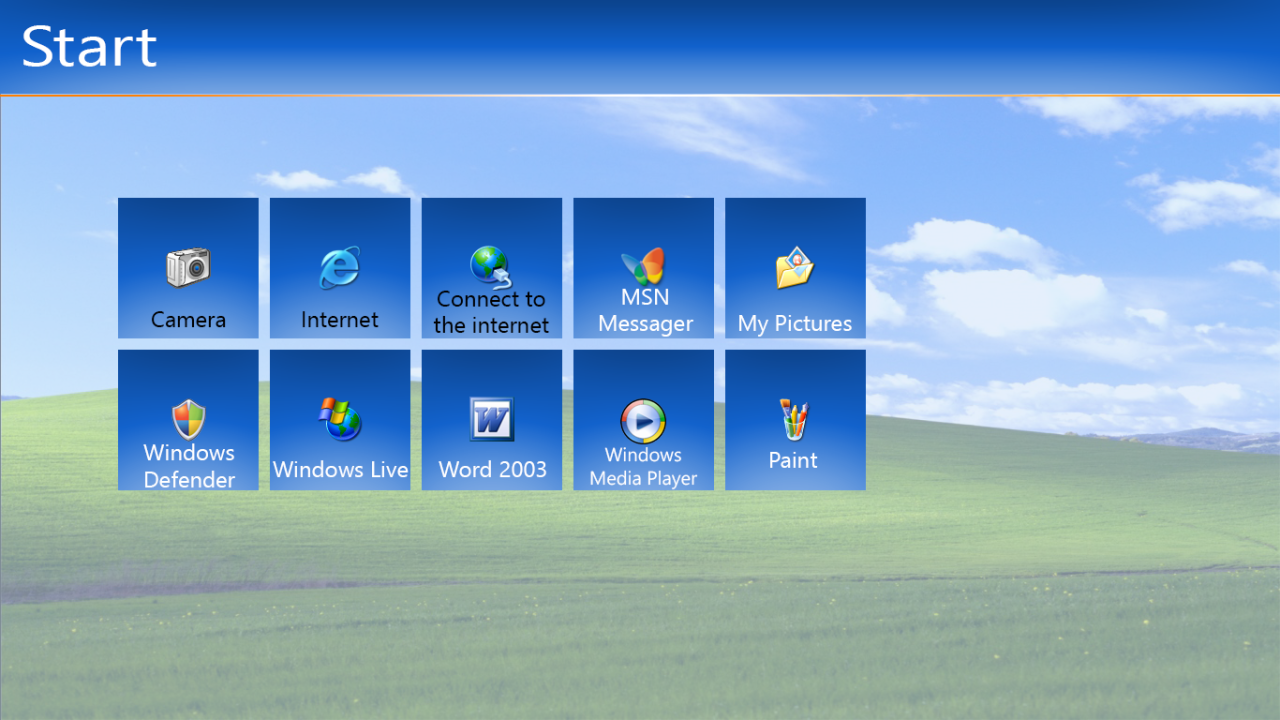 Start
Camera
Internet
Connect to
the internet
MSN
Messager
My Pictures
Windows
Defender
Windows Live
Word 2003
Windows
Media Player
Paint